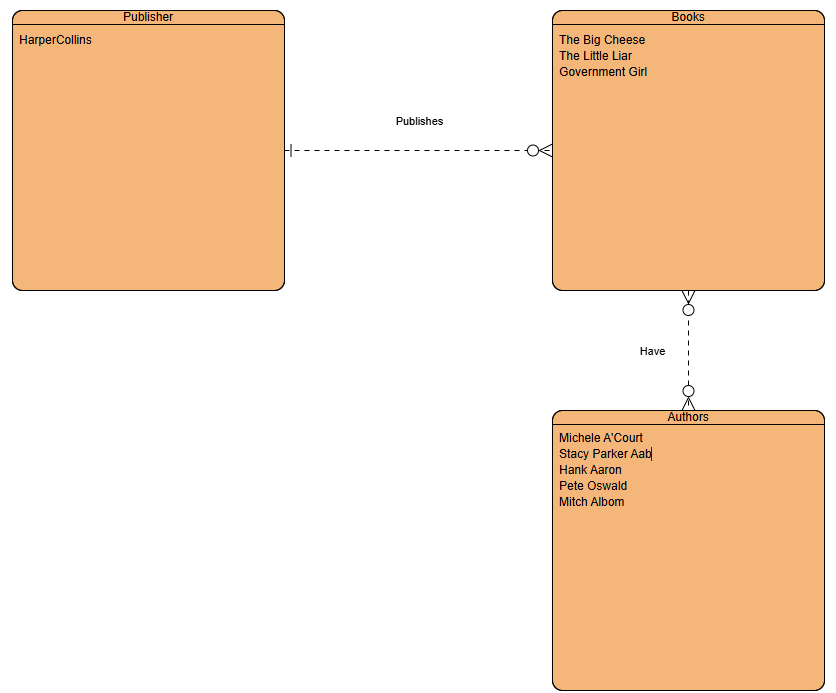 Publisher
HarperCollins
Publishes
Books
The Big Cheese
The Little Liar
Government Girl
Have
Authors
Michele A'Court
Stacy Parker Aab
Hank Aaron
Pete Oswald
Mitch Albom